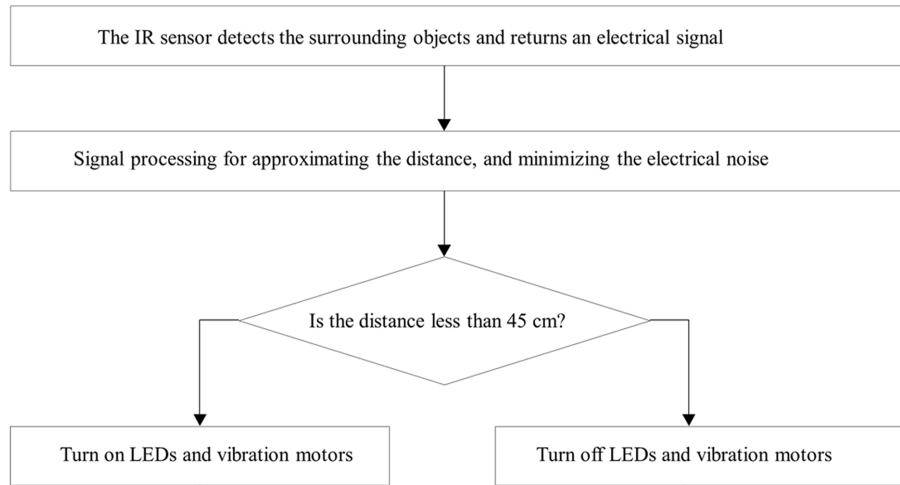 The IR sensor detects the surrounding objects and returns an electrical signal
Signal processing for approximating the distance, and minimizing the electrical noise
Is the distance less than 45 cm?
Turn on LEDs and vibration motors
Turn off LEDs and vibration motors